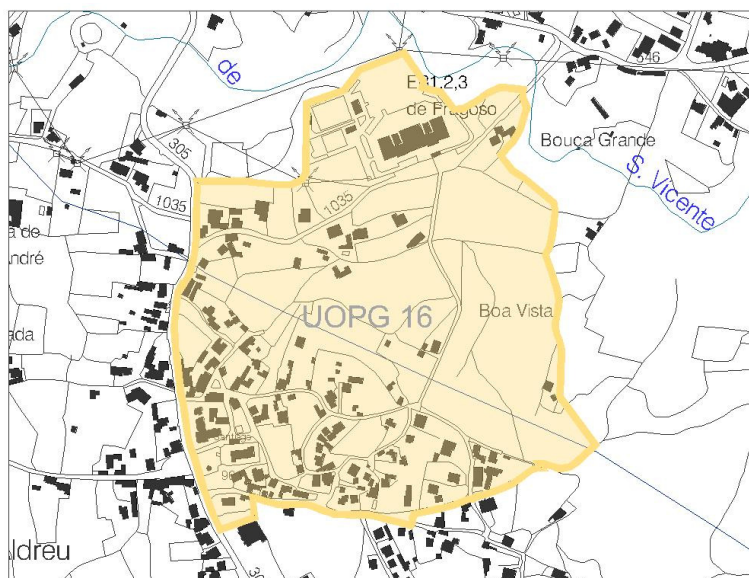 de
546
EB1,2,3
de Fragoso
305
Bouça Grande
S. Vicente
1035
1035
a de
André
UOPG 16
Boa Vista
ada
ldreu